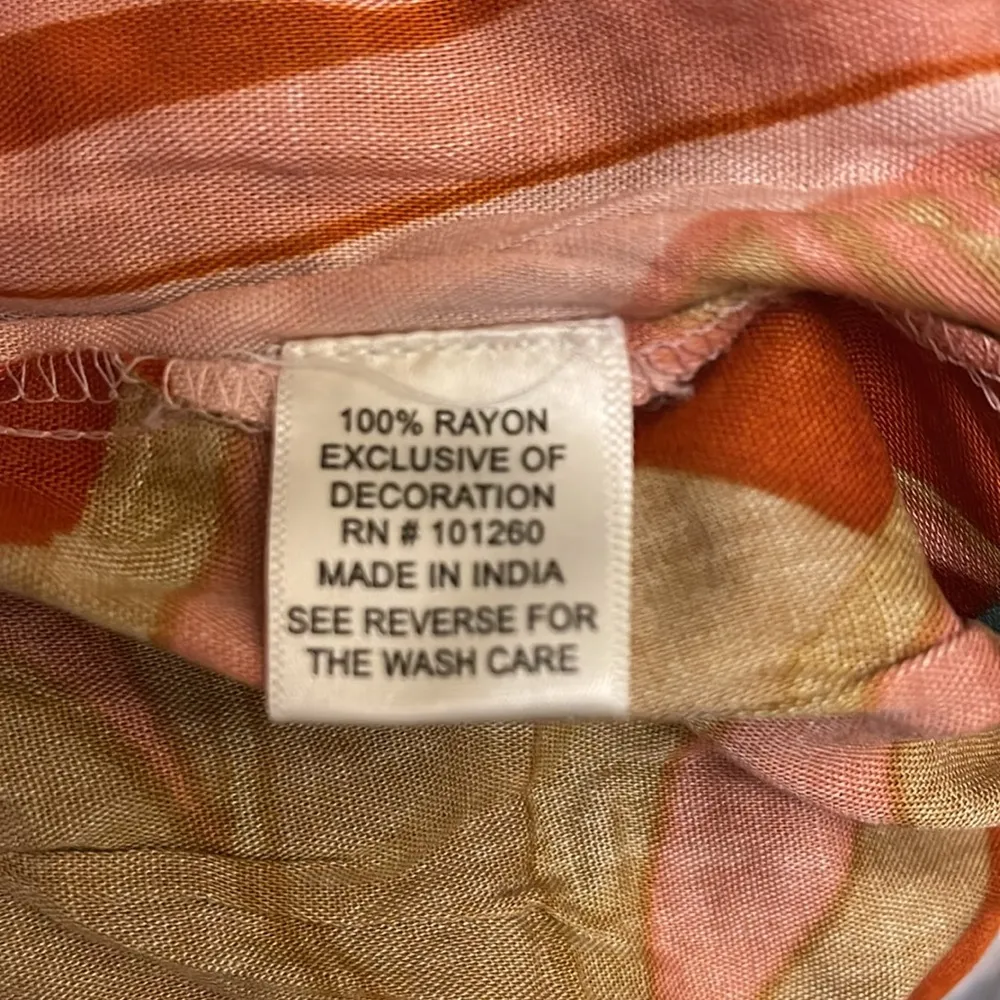 100% RAYON
EXCLUSIVE OF
DECORATION
RN # 101260
MADE IN INDIA
SEE REVERSE FOR
THE WASH CARE